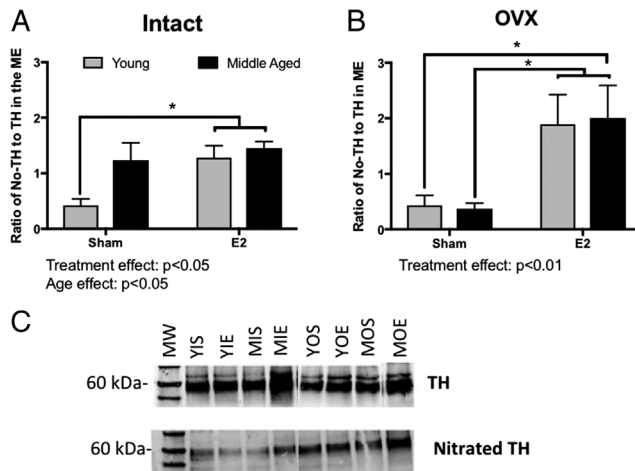 A
Intact
Ratio of No-TH to TH in the ME
3
2
1
0
Young
Middle Aged
*
Sham
E2
Treatment effect: p<0.05
Age effect: p<0.05
B
OVX
Ratio of No-TH to TH in ME
3
2
1
0
*
*
Sham
E2
Treatment effect: p<0.01
C
MW YIS YIE MIS MIE YOS YOE MOS MOE
60 kDa-
TH
60 kDa-
Nitrated TH